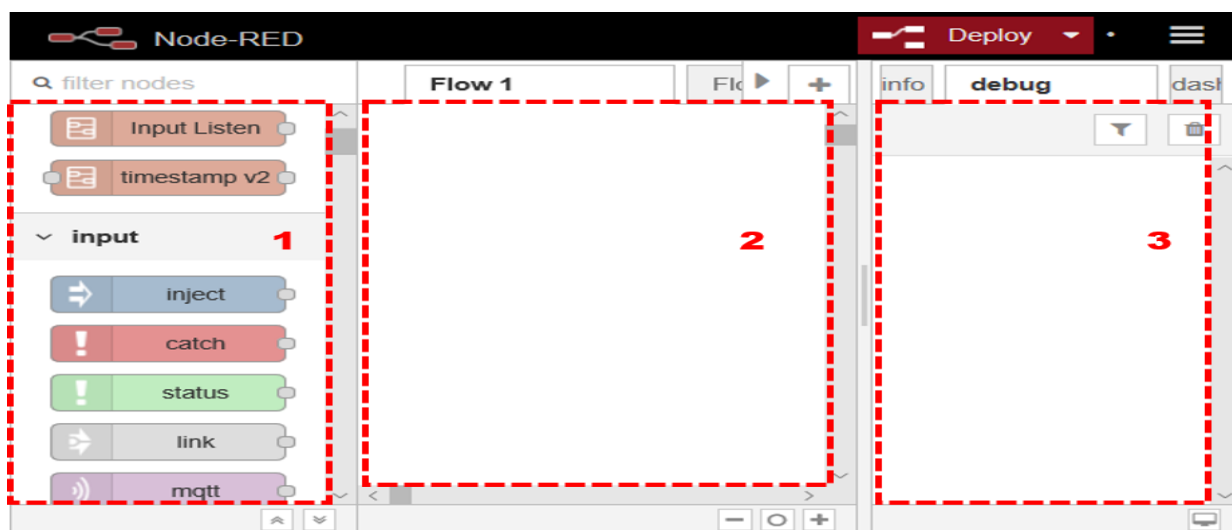 Node-RED
Deploy
filter nodes
Flow 1
info
debug
Input Listen
timestamp v2
input
1
2
3
inject
catch
status
link
mqtt